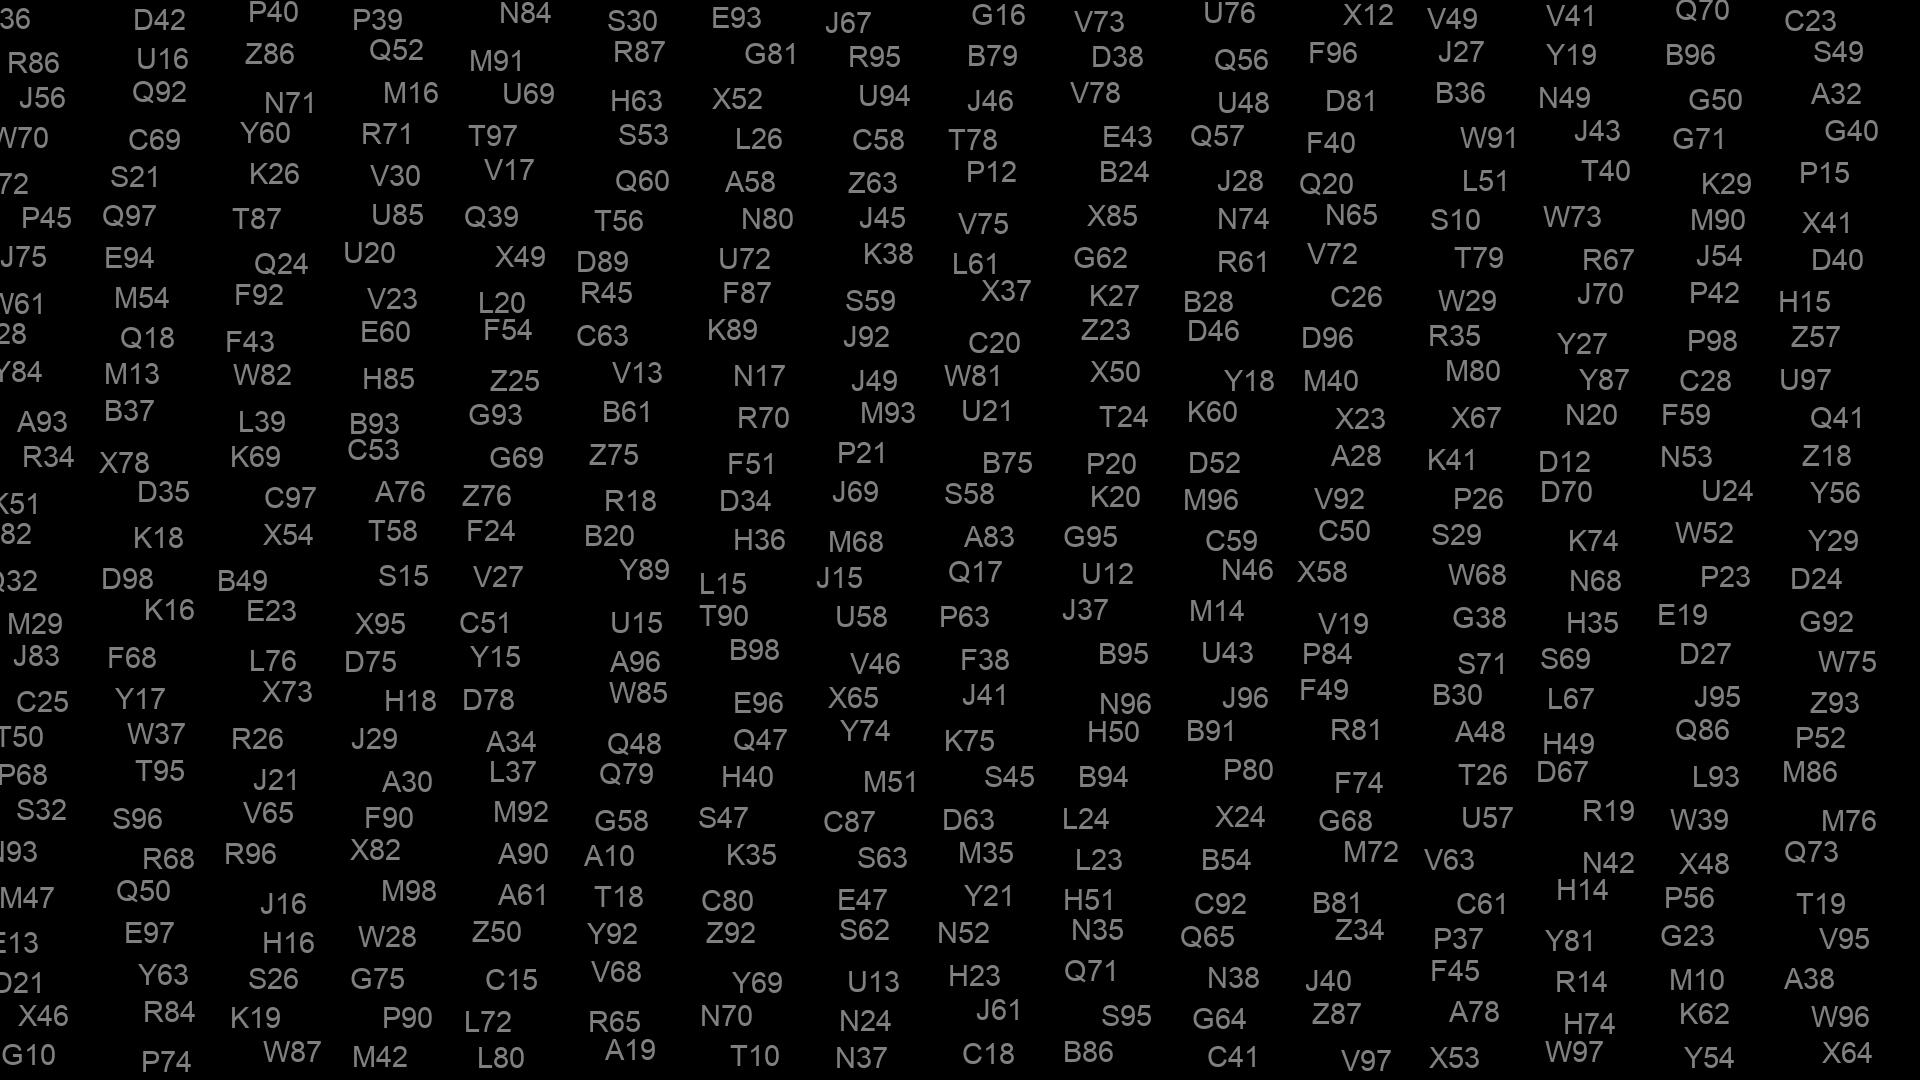 36 D42 P40 P39 N84 S30 E93 J67 G16 V73 U76 X12 V49 V41 Q70 C23
R86 U16 Z86 Q52 M91 R87 G81 R95 B79 D38 Q56 F96 J27 Y19 B96 S49
J56 Q92 N71 M16 U69 H63 X52 U94 J46 V78 U48 D81 B36 N49 G50 A32
W70 C69 Y60 R71 T97 S53 L26 C58 T78 E43 Q57 F40 W91 J43 G71 G40
72 S21 K26 V30 V17 Q60 A58 Z63 P12 B24 J28 Q20 L51 T40 K29 P15
P45 Q97 T87 U85 Q39 T56 N80 J45 V75 X85 N74 N65 S10 W73 M90 X41
J75 E94 Q24 U20 X49 D89 U72 K38 L61 G62 R61 V72 T79 R67 J54 D40
W61 M54 F92 V23 L20 R45 F87 S59 X37 K27 B28 C26 W29 J70 P42 H15
28 Q18 F43 E60 F54 C63 K89 J92 C20 Z23 D46 D96 R35 Y27 P98 Z57
Y84 M13 W82 H85 Z25 V13 N17 J49 W81 X50 Y18 M40 M80 Y87 C28 U97
A93 B37 L39 B93 G93 B61 R70 M93 U21 T24 K60 X23 X67 N20 F59 Q41
R34 X78 K69 C53 G69 Z75 F51 P21 B75 P20 D52 A28 K41 D12 N53 Z18
K51 D35 C97 A76 Z76 R18 D34 J69 S58 K20 M96 V92 P26 D70 U24 Y56
82 K18 X54 T58 F24 B20 H36 M68 A83 G95 C59 C50 S29 K74 W52 Y29
Q32 D98 B49 S15 V27 Y89 L15 J15 Q17 U12 N46 X58 W68 N68 P23 D24
M29 K16 E23 X95 C51 U15 T90 U58 P63 J37 M14 V19 G38 H35 E19 G92
J83 F68 L76 D75 Y15 A96 B98 V46 F38 B95 U43 P84 S71 S69 D27 W75
C25 Y17 X73 H18 D78 W85 E96 X65 J41 N96 J96 F49 B30 L67 J95 Z93
T50 W37 R26 J29 A34 Q48 Q47 Y74 K75 H50 B91 R81 A48 H49 Q86 P52
P68 T95 J21 A30 L37 Q79 H40 M51 S45 B94 P80 F74 T26 D67 L93 M86
S32 S96 V65 F90 M92 G58 S47 C87 D63 L24 X24 G68 U57 R19 W39 M76
N93 R68 R96 X82 A90 A10 K35 S63 M35 L23 B54 M72 V63 N42 X48 Q73
M47 Q50 J16 M98 A61 T18 C80 E47 Y21 H51 C92 B81 C61 H14 P56 T19
E13 E97 H16 W28 Z50 Y92 Z92 S62 N52 N35 Q65 Z34 P37 Y81 G23 V95
D21 Y63 S26 G75 C15 V68 Y69 U13 H23 Q71 N38 J40 F45 R14 M10 A38
X46 R84 K19 P90 L72 R65 N70 N24 J61 S95 G64 Z87 A78 H74 K62 W96
G10 P74 W87 M42 L80 A19 T10 N37 C18 B86 C41 V97 X53 W97 Y54 X64